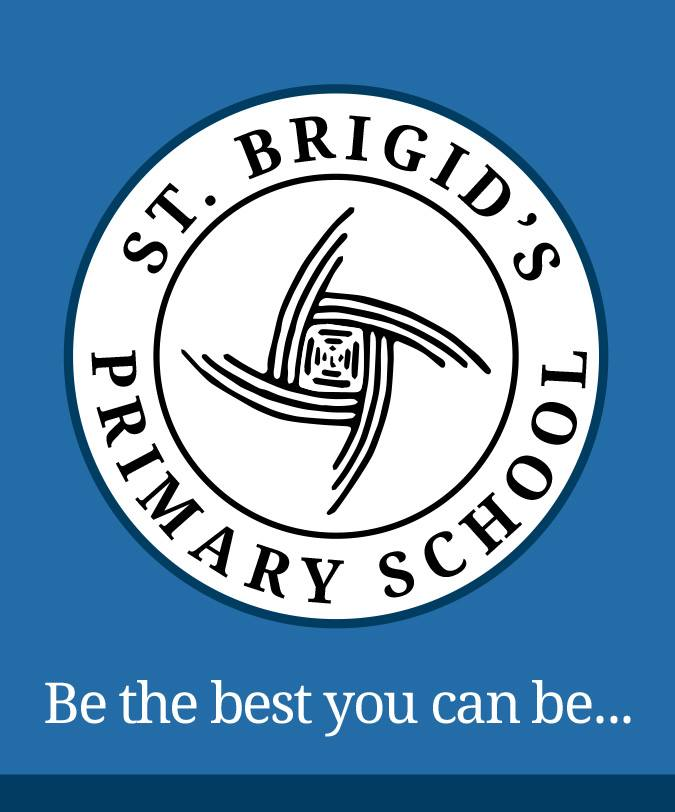 ST. BRIGID’S
PRIMARY SCHOOL
Be the best you can be...